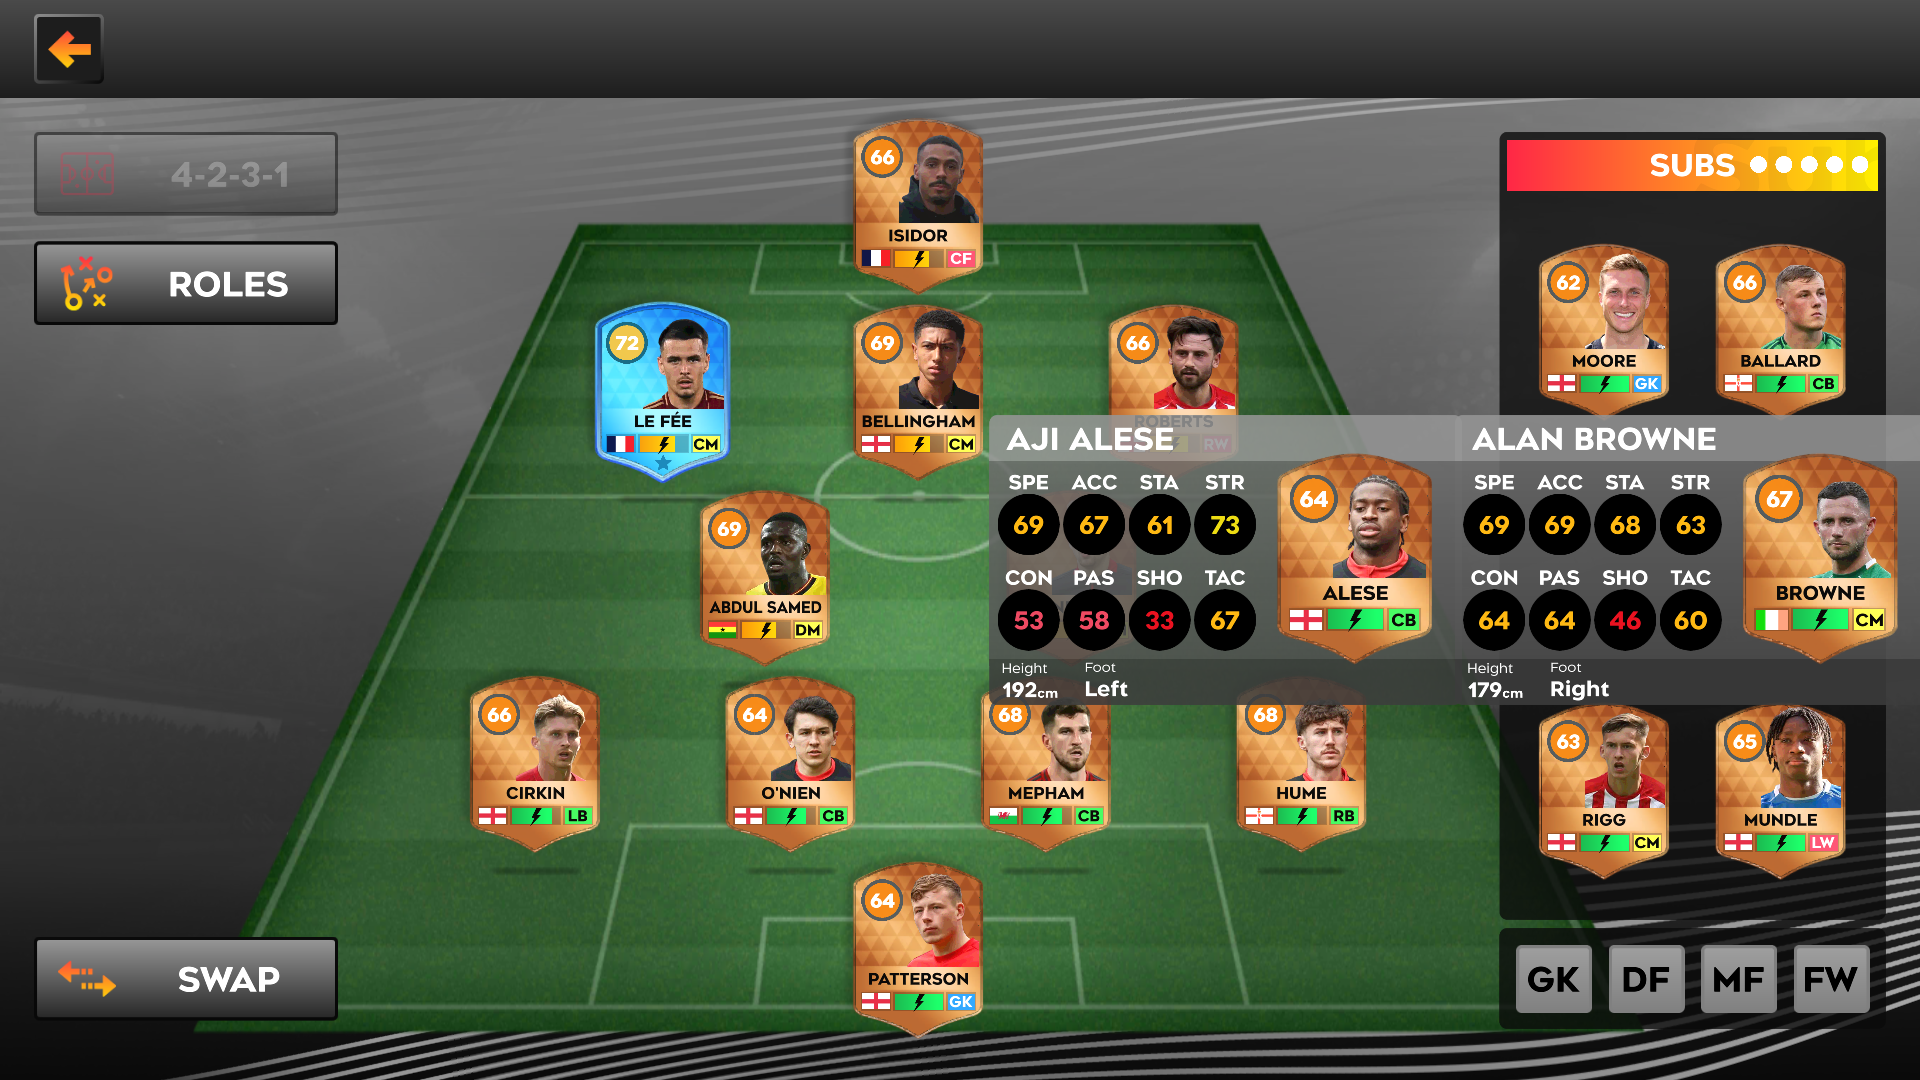 4-2-3-1
ROLES
SWAP
66
ISIDOR
CF
72
LE FÉE
CM
69
BELLINGHAM
CM
66
ROBERTS
RW
69
ABDUL SAMED
DM
66
CIRKIN
LB
64
O'NIEN
CB
68
MEPHAM
CB
68
HUME
RB
64
PATTERSON
GK
AJI ALESE
SPE ACC STA STR
69 67 61 73
CON PAS SHO TAC
53 58 33 67
Height Foot
192cm Left
64
ALESE
CB
ALAN BROWNE
SPE ACC STA STR
69 69 68 63
CON PAS SHO TAC
64 64 46 60
Height Foot
179cm Right
67
BROWNE
CM
SUBS
62
MOORE
GK
66
BALLARD
CB
63
RIGG
CM
65
MUNDLE
LW
GK DF MF FW